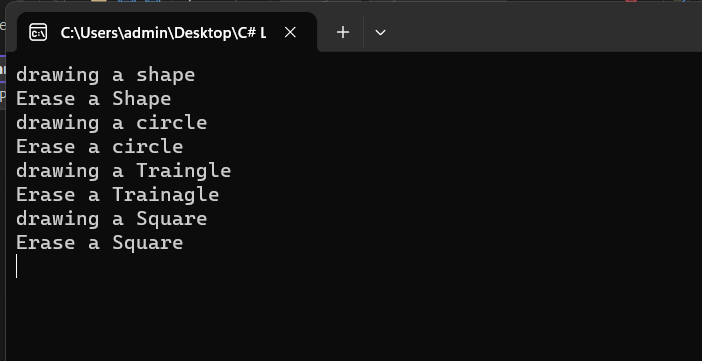 C:\Users\admin\Desktop\C# L
drawing a shape
Erase a Shape
drawing a circle
Erase a circle
drawing a Traingle
Erase a Trainagle
drawing a Square
Erase a Square